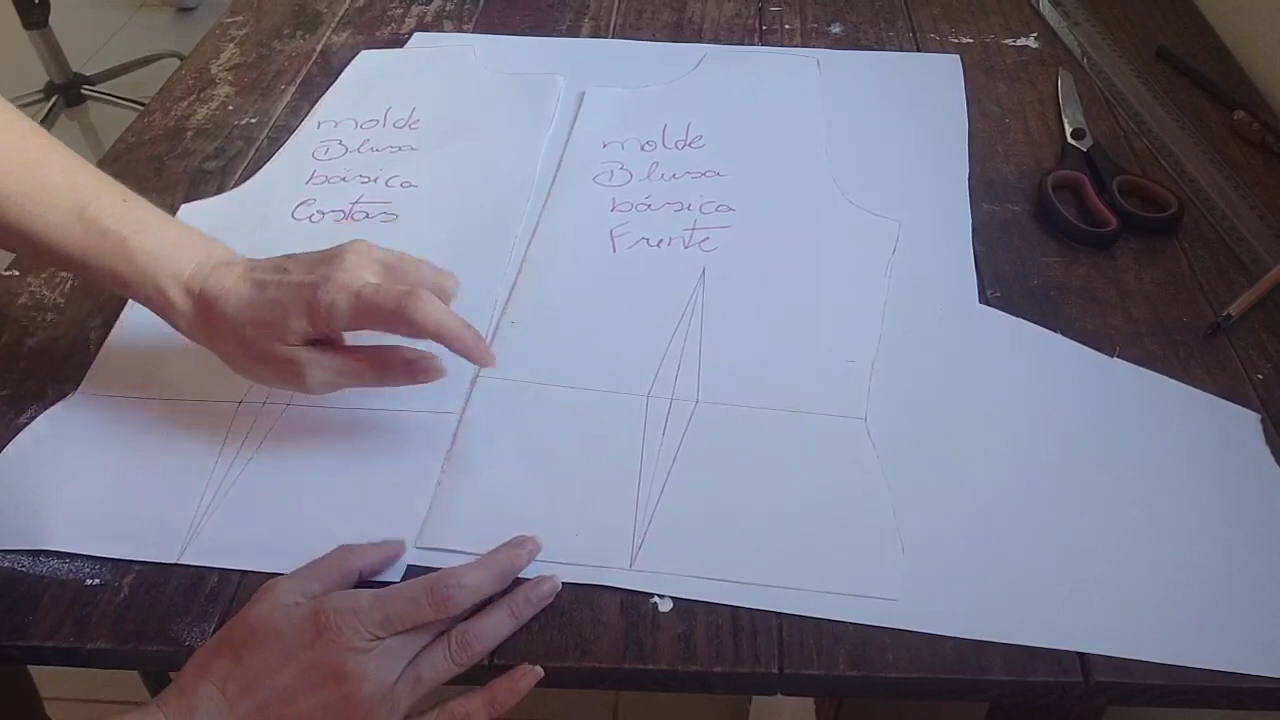 molde
Blusa
básica
Costas
molde
Blusa
básica
Frente